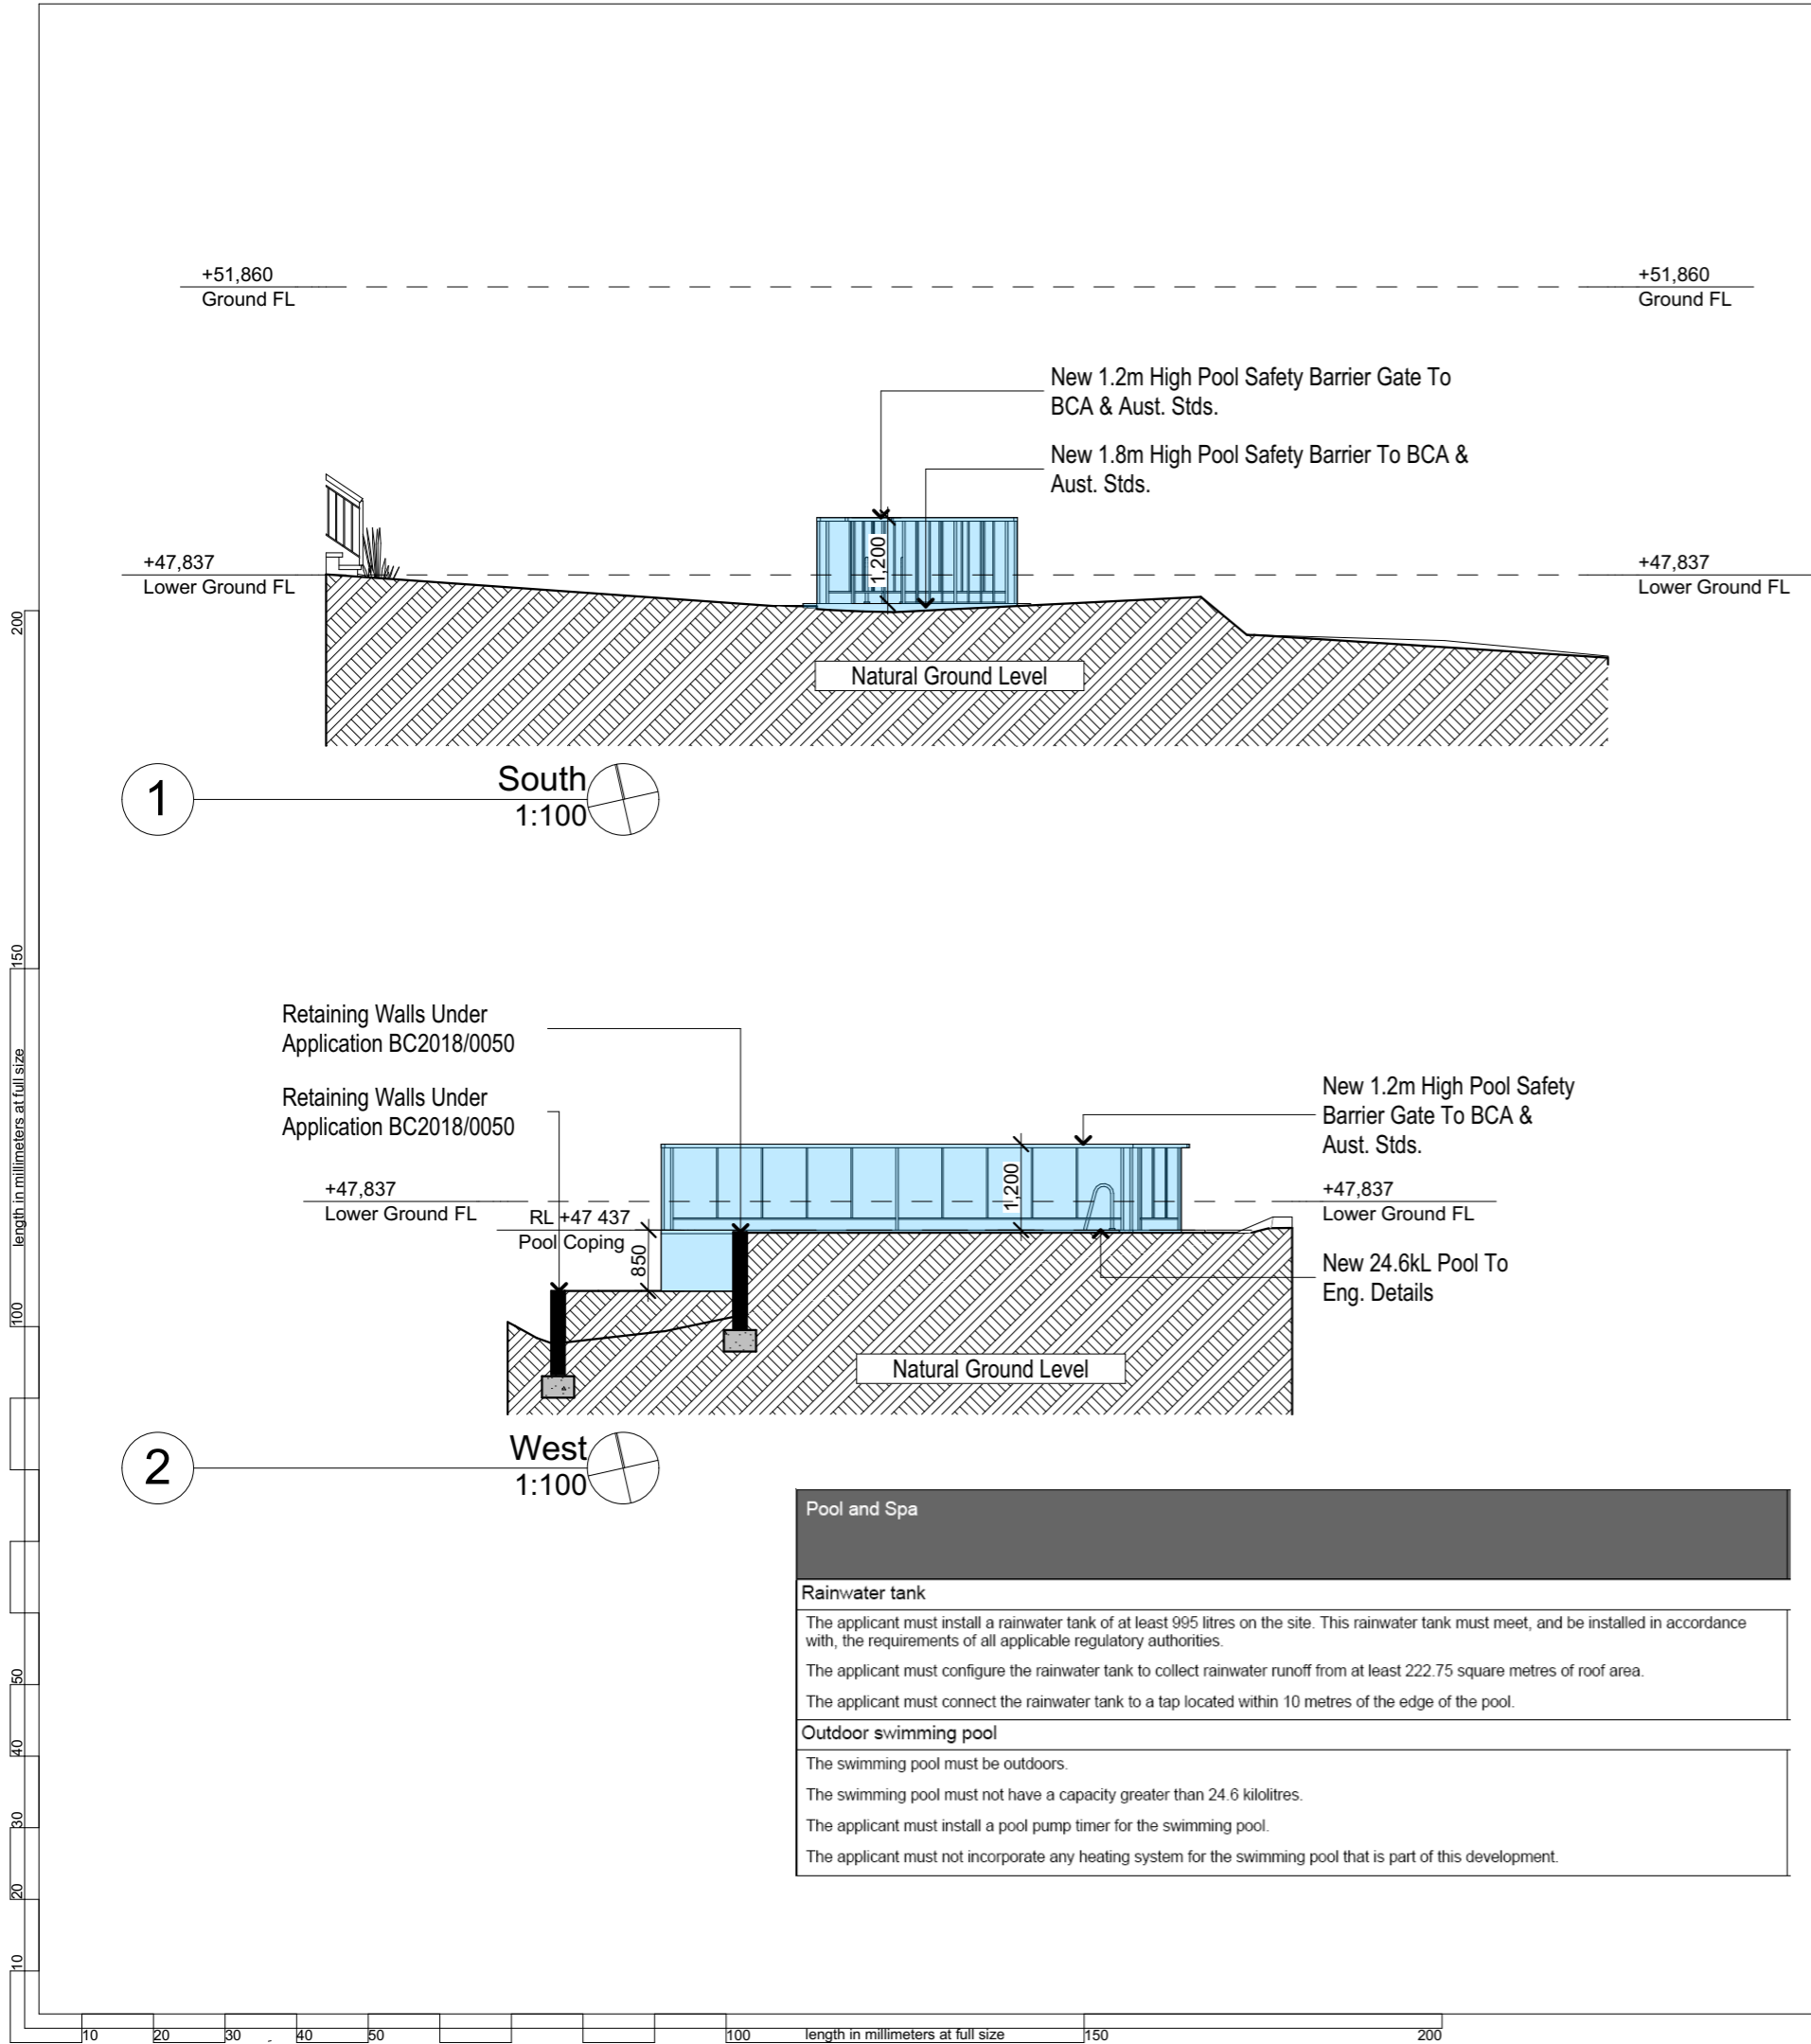 +51,860
Ground FL
+51,860
Ground FL
New 1.2m High Pool Safety Barrier Gate To
BCA & Aust. Stds.
New 1.8m High Pool Safety Barrier To BCA &
Aust. Stds.
1,200
+47,837
Lower Ground FL
+47,837
Lower Ground FL
Natural Ground Level
1
South
1:100
Retaining Walls Under
Application BC2018/0050
Retaining Walls Under
Application BC2018/0050
New 1.2m High Pool Safety
Barrier Gate To BCA &
Aust. Stds.
1,200
+47,837
Lower Ground FL
+47,837
Lower Ground FL
RL +47 437
Pool Coping
850
New 24.6kL Pool To
Eng. Details
Natural Ground Level
2
West
1:100
Pool and Spa
Rainwater tank
The applicant must install a rainwater tank of at least 995 litres on the site. This rainwater tank must meet, and be installed in accordance
with, the requirements of all applicable regulatory authorities.
The applicant must configure the rainwater tank to collect rainwater runoff from at least 222.75 square metres of roof area.
The applicant must connect the rainwater tank to a tap located within 10 metres of the edge of the pool.
Outdoor swimming pool
The swimming pool must be outdoors.
The swimming pool must not have a capacity greater than 24.6 kilolitres.
The applicant must install a pool pump timer for the swimming pool.
The applicant must not incorporate any heating system for the swimming pool that is part of this development.
200
150
length in millimeters at full size
100
50
40
30
20
10
10 20 30 40 50 100 length in millimeters at full size 150 200